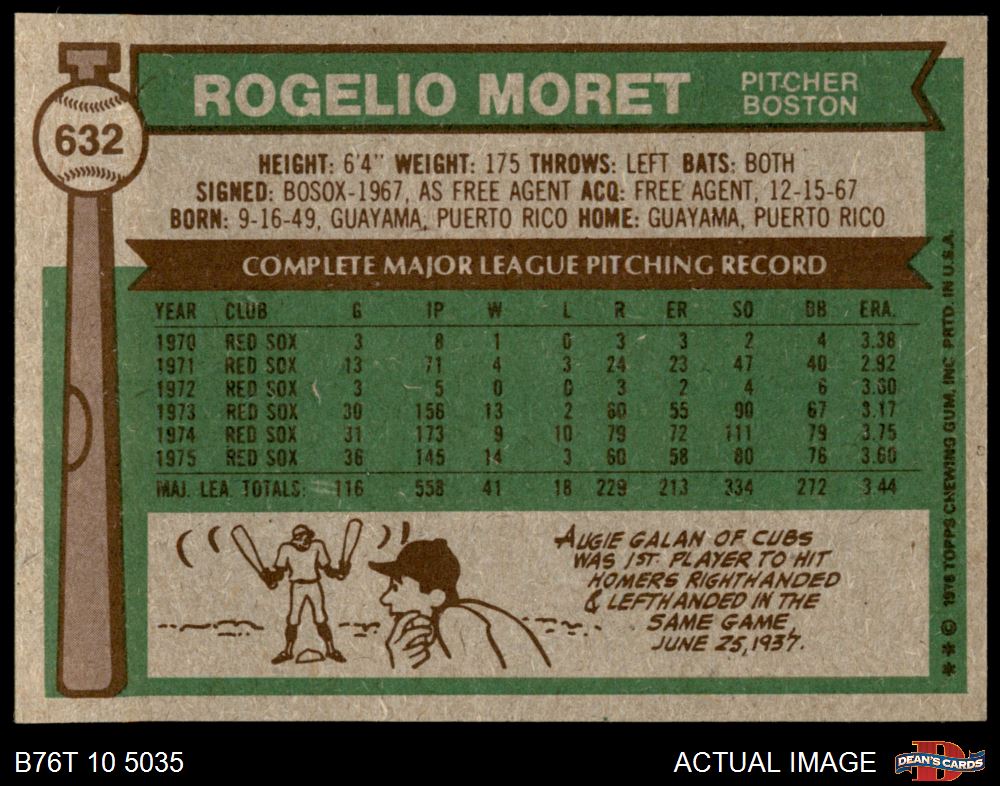 T
632
ROGELIO MORET
PITCHER
BOSTON
HEIGHT: 6'4" WEIGHT: 175 THROWS: LEFT BATS: BOTH
SIGNED: BOSOX-1967, AS FREE AGENT ACQ: FREE AGENT, 12-15-67
BORN: 9-16-49, GUAYAMA, PUERTO RICO HOME: GUAYAMA, PUERTO RICO
COMPLETE MAJOR LEAGUE PITCHING RECORD
YEAR CLUB G IP W L R ER SO BB ERA.
1970 RED SOX 3 8 1 0 3 3 2 4 3.38
1971 RED SOX 13 71 4 3 24 23 47 40 2.92
1972 RED SOX 3 5 0 0 3 2 4 6 3.60
1973 RED SOX 30 156 13 2 60 55 90 67 3.17
1974 RED SOX 31 173 9 10 79 72 111 79 3.75
1975 RED SOX 36 145 14 3 60 58 80 76 3.60
MAJ. LEA. TOTALS: 116 558 41 18 229 213 334 272 3.44
AUGIE GALAN OF CUBS
WAS 1ST. PLAYER TO HIT
HOMERS RIGHTHANDED
& LEFTHANDED IN THE
SAME GAME,
JUNE 25, 1937.
** © 1976 TOPPS CHEWING GUM, INC. PRTD. IN U.S.A.
B76T 10 5035
ACTUAL IMAGE
D
DEAN'S CARDS